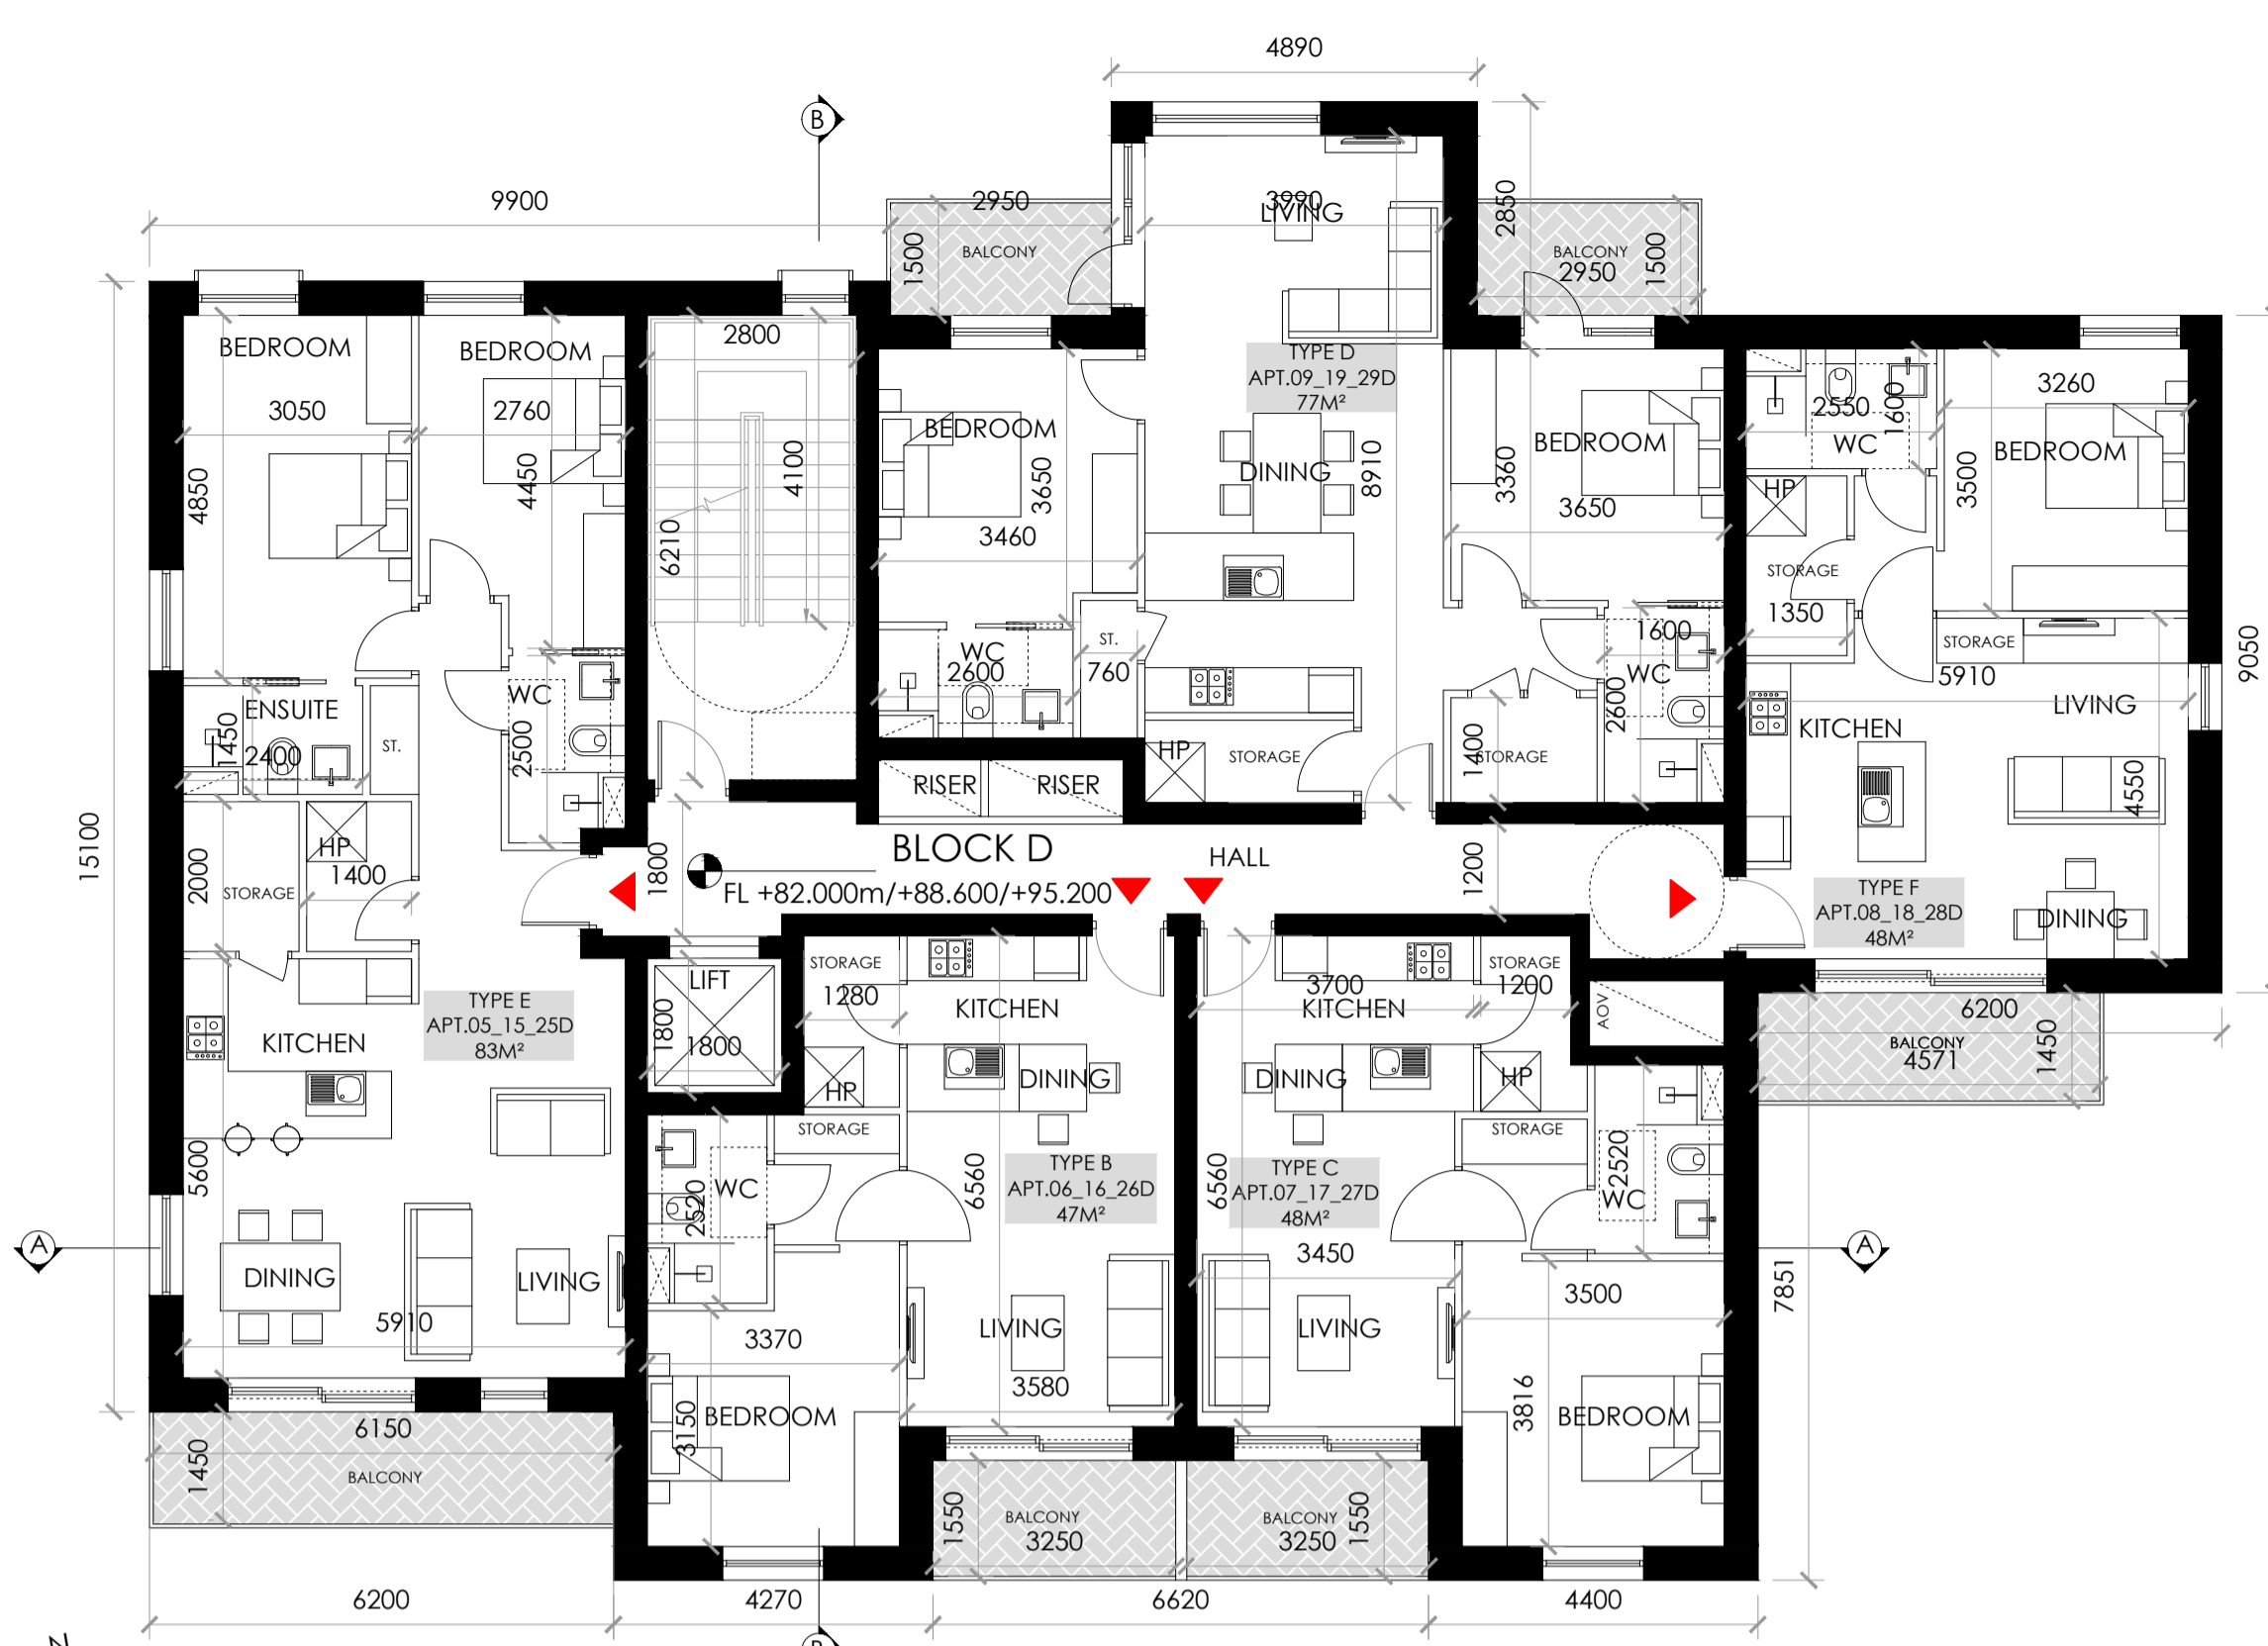 4890
B
9900
2950
3990
LIVING
2850
1500
BALCONY
BALCONY
2950
1500
2800
BEDROOM
BEDROOM
TYPE D
APT.09_19_29D
77M²
3050
2760
4850
4450
4100
6210
BEDROOM
3650
3460
DINING
8910
BEDROOM
3360
3650
2550
1600
WC
3260
BEDROOM
3500
HP
STORAGE
1350
STORAGE
5910
9050
WC
2600
ST.
760
1600
WC
2600
ENSUITE
1450
2400
ST.
WC
2500
HP
STORAGE
1400
STORAGE
LIVING
KITCHEN
4550
RISER
RISER
15100
2000
STORAGE
HP
1400
1800
BLOCK D
HALL
FL +82.000m/+88.600/+95.200
1200
TYPE F
APT.08_18_28D
48M²
DINING
TYPE E
APT.05_15_25D
83M²
KITCHEN
LIFT
1800
1800
STORAGE
1280
KITCHEN
3700
KITCHEN
STORAGE
1200
AOV
6200
BALCONY
4571
1450
HP
DINING
DINING
HP
STORAGE
STORAGE
5600
WC
2520
6560
TYPE B
APT.06_16_26D
47M²
6560
TYPE C
APT.07_17_27D
48M²
22520
WC
A
A
DINING
LIVING
5910
3450
3500
7851
3370
LIVING
LIVING
3580
3816
6150
1450
BALCONY
3150
BEDROOM
BEDROOM
1550
BALCONY
3250
BALCONY
3250
1550
6200
4270
6620
4400